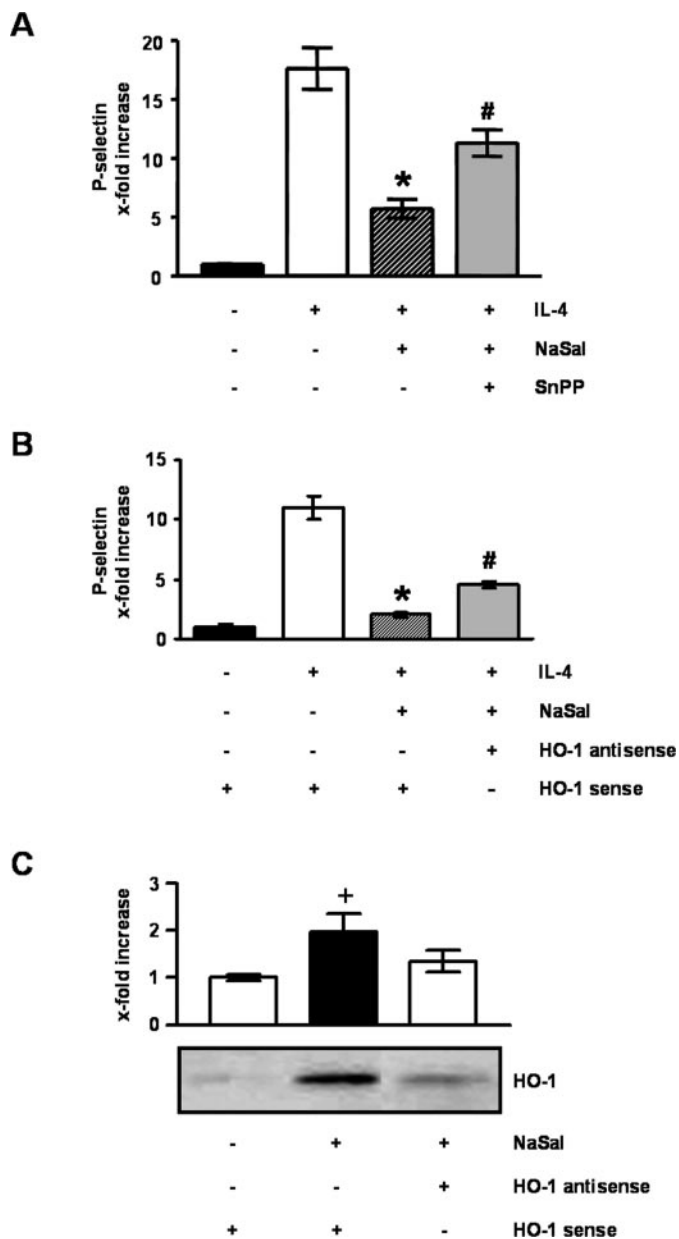 A
P-selectin
x-fold increase
20
15
10
5
0
*
#
- + + + IL-4
- - + + NaSal
- - - + SnPP
B
P-selectin
x-fold increase
15
10
5
0
*
#
- + + + IL-4
- - + + NaSal
- - - + HO-1 antisense
+ + + - HO-1 sense
C
x-fold increase
3
2
1
0
+
HO-1
- + + NaSal
- - + HO-1 antisense
+ + - HO-1 sense